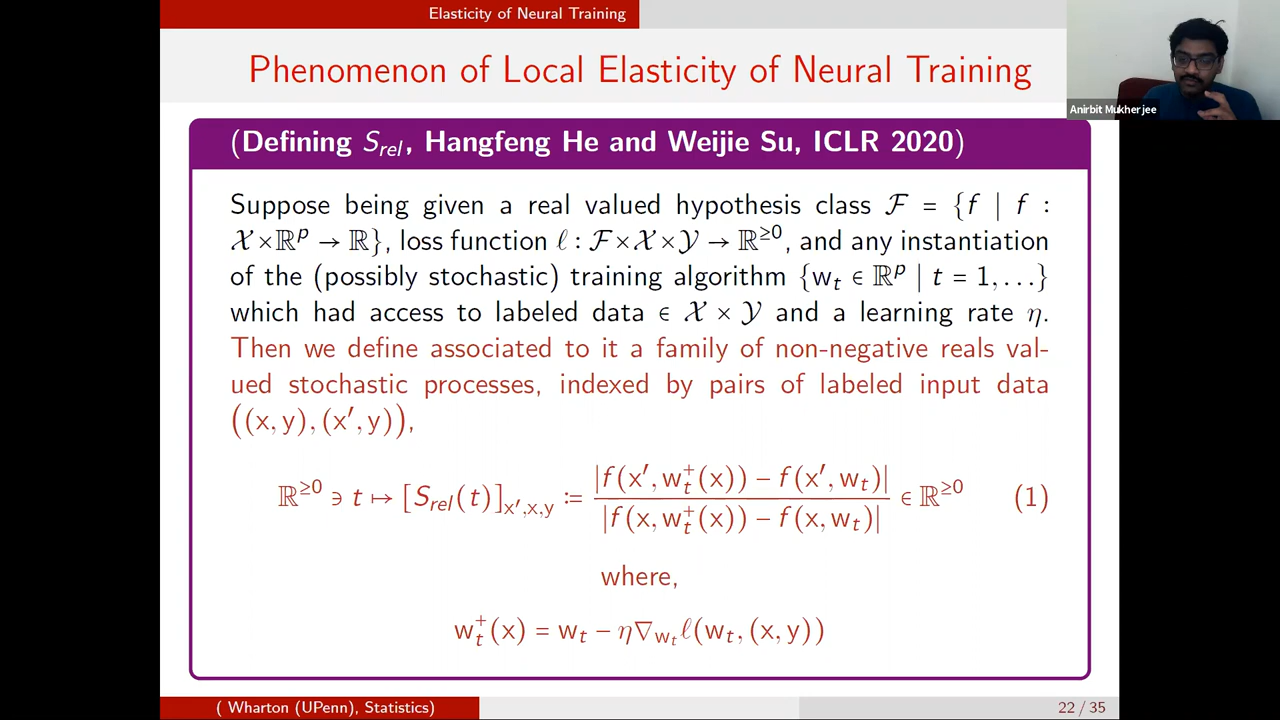 Elasticity of Neural Training
Phenomenon of Local Elasticity of Neural Training
Anirbit Mukherjee
(Defining S_rel, Hangfeng He and Weijie Su, ICLR 2020)
Suppose being given a real valued hypothesis class ℱ = {f | f :
𝒳×ℝ^p → ℝ}, loss function ℓ : ℱ×𝒳×𝒴 → ℝ^≥0, and any instantiation
of the (possibly stochastic) training algorithm {w_t ∈ ℝ^p | t = 1,...}
which had access to labeled data ∈ 𝒳 × 𝒴 and a learning rate η.
Then we define associated to it a family of non-negative reals val-
ued stochastic processes, indexed by pairs of labeled input data
((x, y), (x′, y)),
ℝ^≥0 ∋ t ↦ [S_rel(t)]_x′,x,y ≔ |f(x′, w_t^+(x)) − f(x′, w_t)| / |f(x, w_t^+(x)) − f(x, w_t)| ∈ ℝ^≥0 (1)
where,
w_t^+(x) = w_t − η∇_w_t ℓ(w_t, (x, y))
( Wharton (UPenn), Statistics)
22 / 35